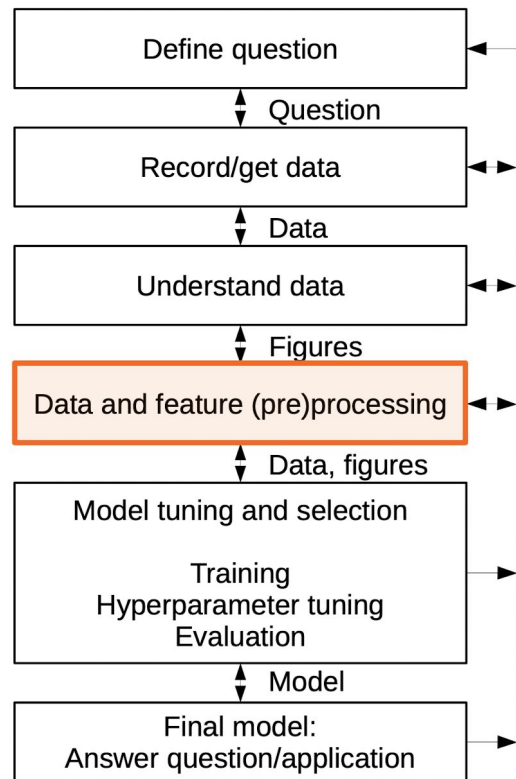 Define question
Question
Record/get data
Data
Understand data
Figures
Data and feature (pre)processing
Data, figures
Model tuning and selection
Training
Hyperparameter tuning
Evaluation
Model
Final model:
Answer question/application